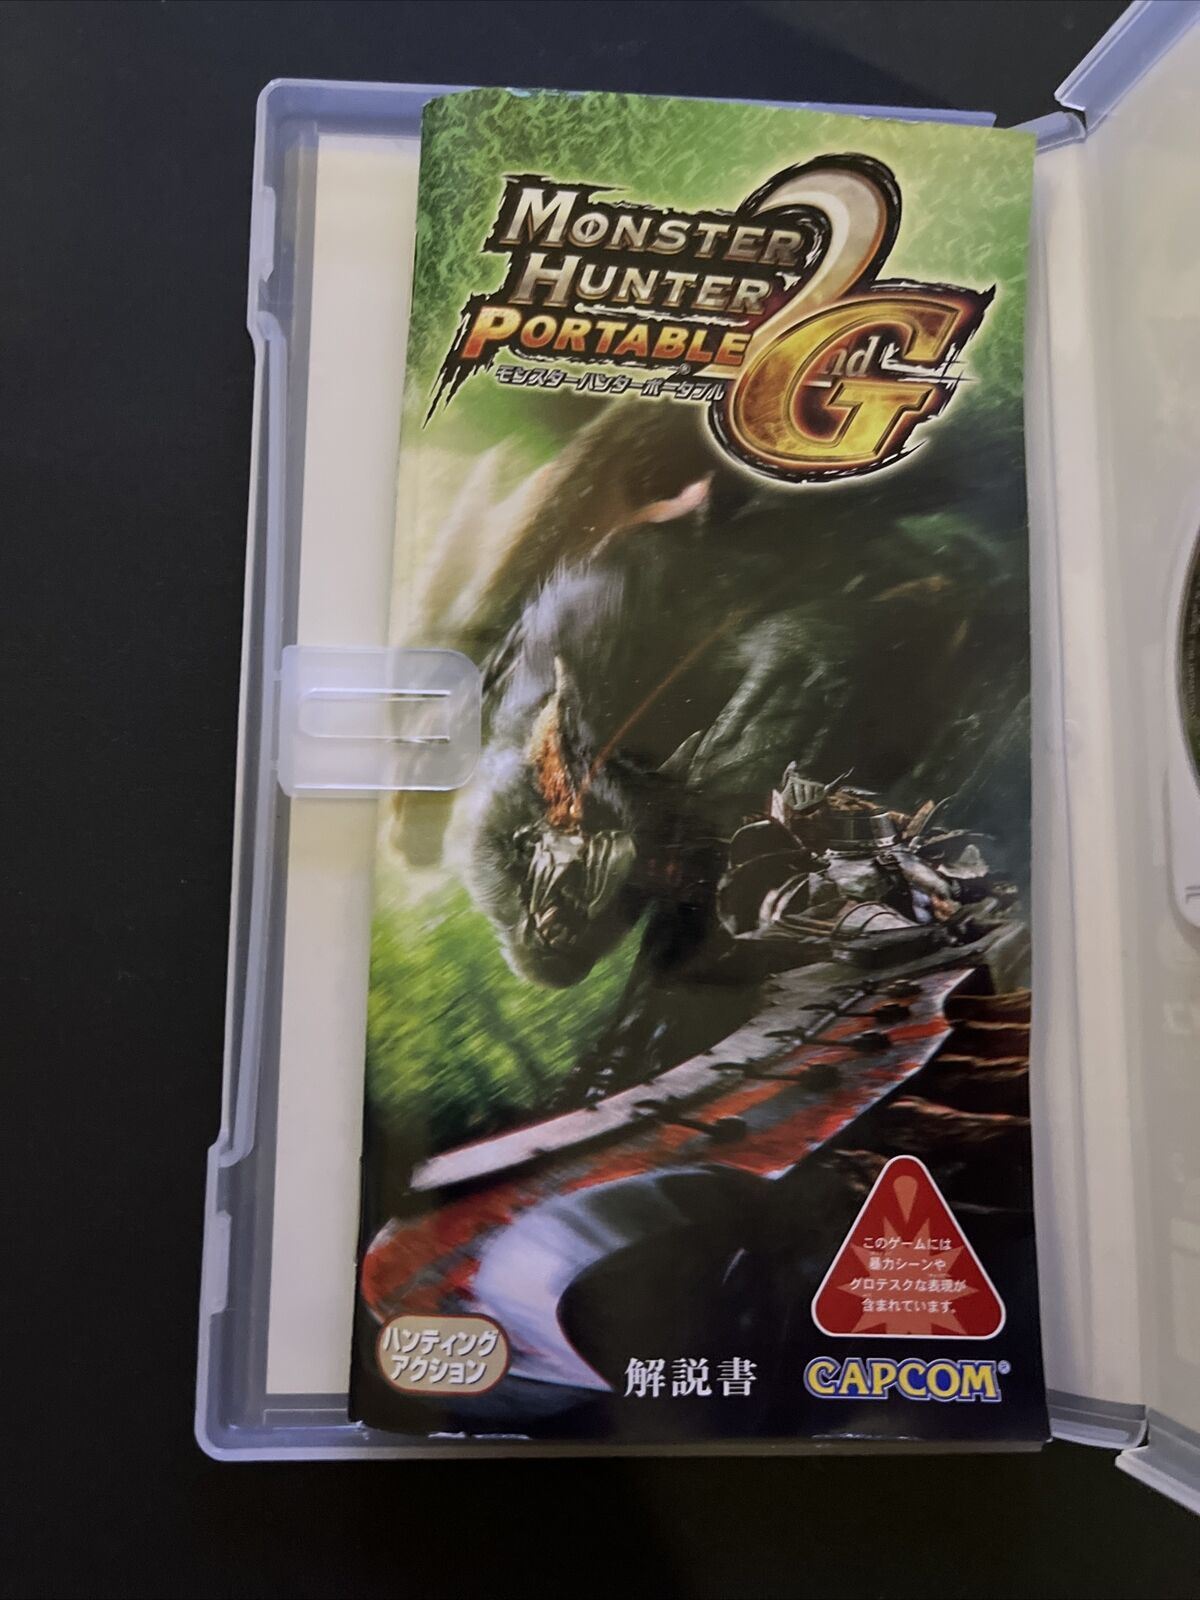 MONSTER
HUNTER
PORTABLE®
2nd G
モンスターハンターポータブル
このゲームには
暴力シーンや
グロテスクな表現が
含まれています。
ハンティング
アクション
解説書
CAPCOM®